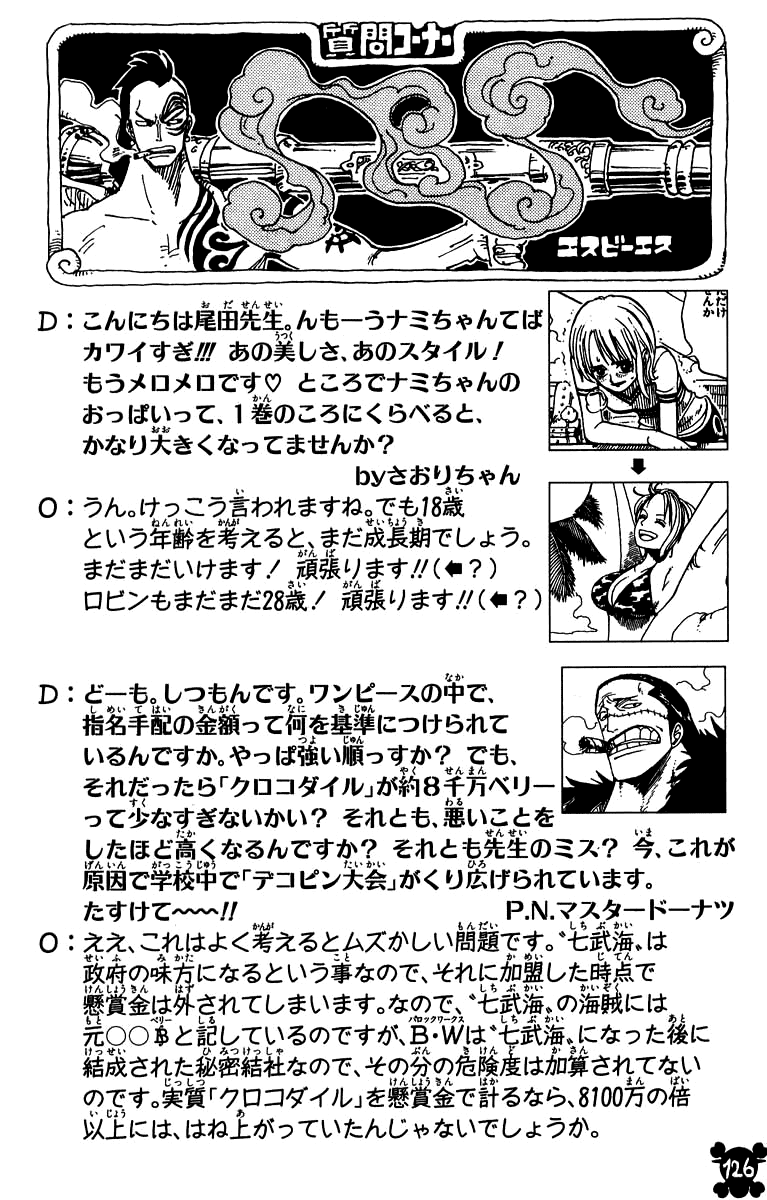 質問コーナー
SBS
エスビーエス
D：こんにちは尾田先生。んもーうナミちゃんてば
カワイすぎ!!! あの美しさ、あのスタイル！
もうメロメロです♡ ところでナミちゃんの
おっぱいって、１巻のころにくらべると、
かなり大きくなってませんか？
byさおりちゃん
O：うん。けっこう言われますね。でも18歳
という年齢を考えると、まだ成長期でしょう。
まだまだいけます！ 頑張ります!!（⬅？）
ロビンもまだまだ28歳！ 頑張ります!!（⬅？）
D：どーも。しつもんです。ワンピースの中で、
指名手配の金額って何を基準につけられて
いるんですか。やっぱ強い順っすか？ でも、
それだったら「クロコダイル」が約８千万ベリー
って少なすぎないかい？ それとも、悪いことを
したほど高くなるんですか？ それとも先生のミス？ 今、これが
原因で学校中で「デコピン大会」がくり広げられています。
たすけて〜〜〜!!
P.N.マスタードーナツ
O：ええ、これはよく考えるとムズかしい問題です。〝七武海〟は
政府の味方になるという事なので、それに加盟した時点で
懸賞金は外されてしまいます。なので、〝七武海〟の海賊には
元○○฿と記しているのですが、B・Wは〝七武海〟になった後に
結成された秘密結社なので、その分の危険度は加算されてない
のです。実質「クロコダイル」を懸賞金で計るなら、8100万の倍
以上には、はね上がっていたんじゃないでしょうか。
126